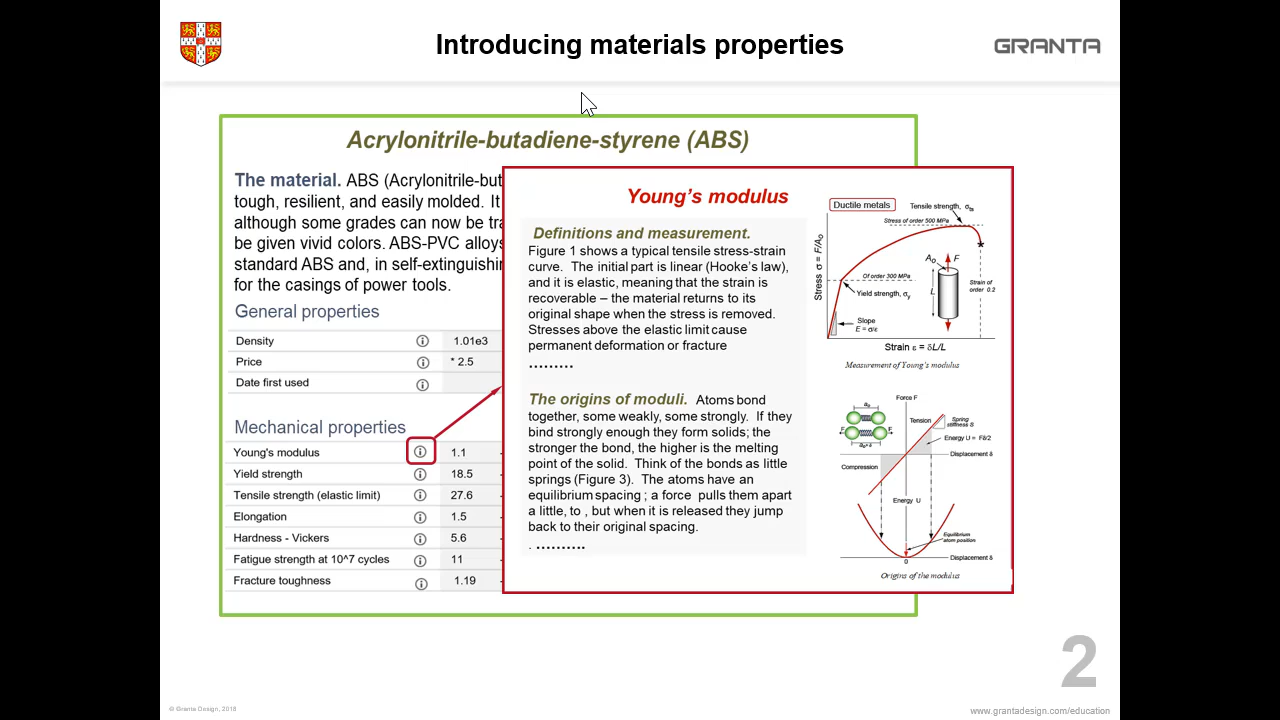 Introducing materials properties
GRANTA
Acrylonitrile-butadiene-styrene (ABS)
The material. ABS (Acrylonitrile-but
tough, resilient, and easily molded. It
although some grades can now be tra
be given vivid colors. ABS-PVC alloys
standard ABS and, in self-extinguishin
for the casings of power tools.
General properties
Density 1.01e3
Price * 2.5
Date first used
Mechanical properties
Young's modulus 1.1 -
Yield strength 18.5 -
Tensile strength (elastic limit) 27.6 -
Elongation 1.5 -
Hardness - Vickers 5.6 -
Fatigue strength at 10^7 cycles 11 -
Fracture toughness 1.19 -
Young’s modulus
Definitions and measurement.
Figure 1 shows a typical tensile stress-strain
curve. The initial part is linear (Hooke’s law),
and it is elastic, meaning that the strain is
recoverable – the material returns to its
original shape when the stress is removed.
Stresses above the elastic limit cause
permanent deformation or fracture
.........
The origins of moduli. Atoms bond
together, some weakly, some strongly. If they
bind strongly enough they form solids; the
stronger the bond, the higher is the melting
point of the solid. Think of the bonds as little
springs (Figure 3). The atoms have an
equilibrium spacing ; a force pulls them apart
a little, to , but when it is released they jump
back to their original spacing.
. ..........
Ductile metals
Tensile strength, σts
Stress of order 500 MPa
Stress σ = F/Ao
Of order 300 MPa
Yield strength, σy
Slope
E = σ/ε
Ao
F
L
Strain of
order 0.2
Strain ε = δL/L
Measurement of Young's modulus
Force F
ao
F
F
ao+δ
Tension
Spring
stiffness S
Energy U = Fδ/2
Displacement δ
Compression
Energy U
Equilibrium
atom position
Displacement δ
0
Origins of the modulus
2
© Granta Design, 2018
www.grantadesign.com/education